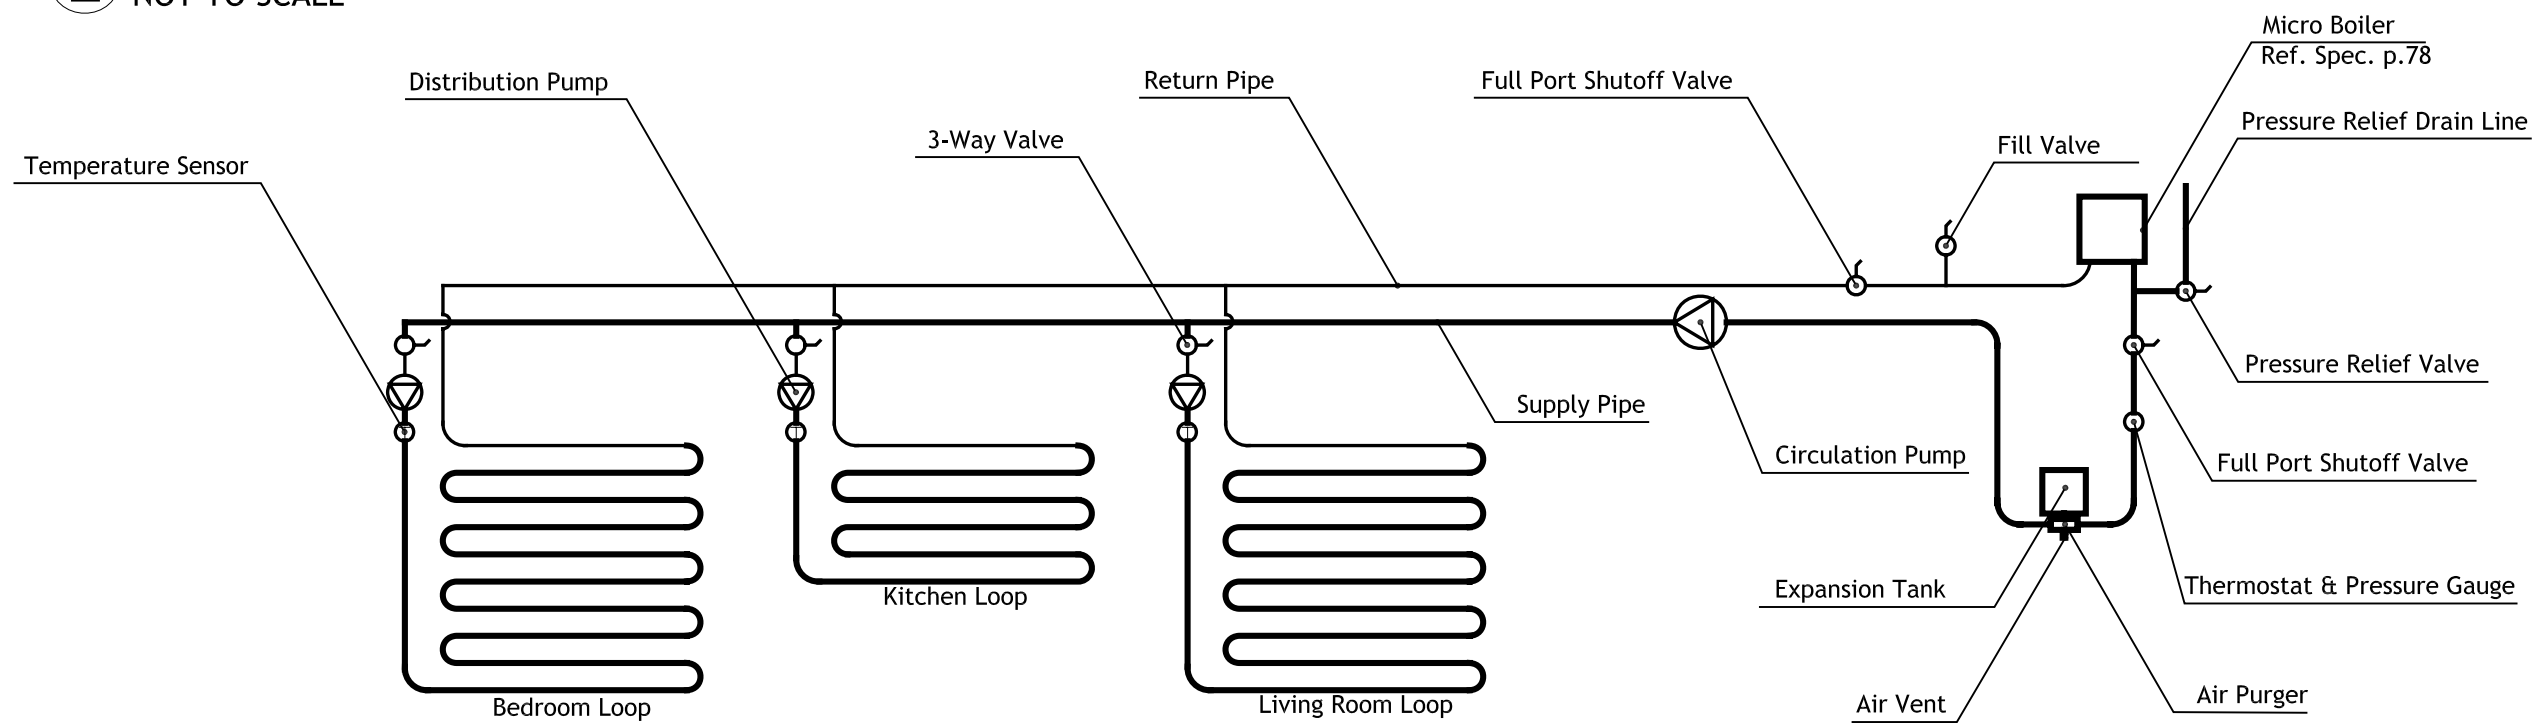 NOT TO SCALE
Micro Boiler
Ref. Spec. p.78
Distribution Pump
Return Pipe
Full Port Shutoff Valve
Pressure Relief Drain Line
3-Way Valve
Fill Valve
Temperature Sensor
Pressure Relief Valve
Supply Pipe
Circulation Pump
Full Port Shutoff Valve
Expansion Tank
Thermostat & Pressure Gauge
Kitchen Loop
Bedroom Loop
Living Room Loop
Air Vent
Air Purger